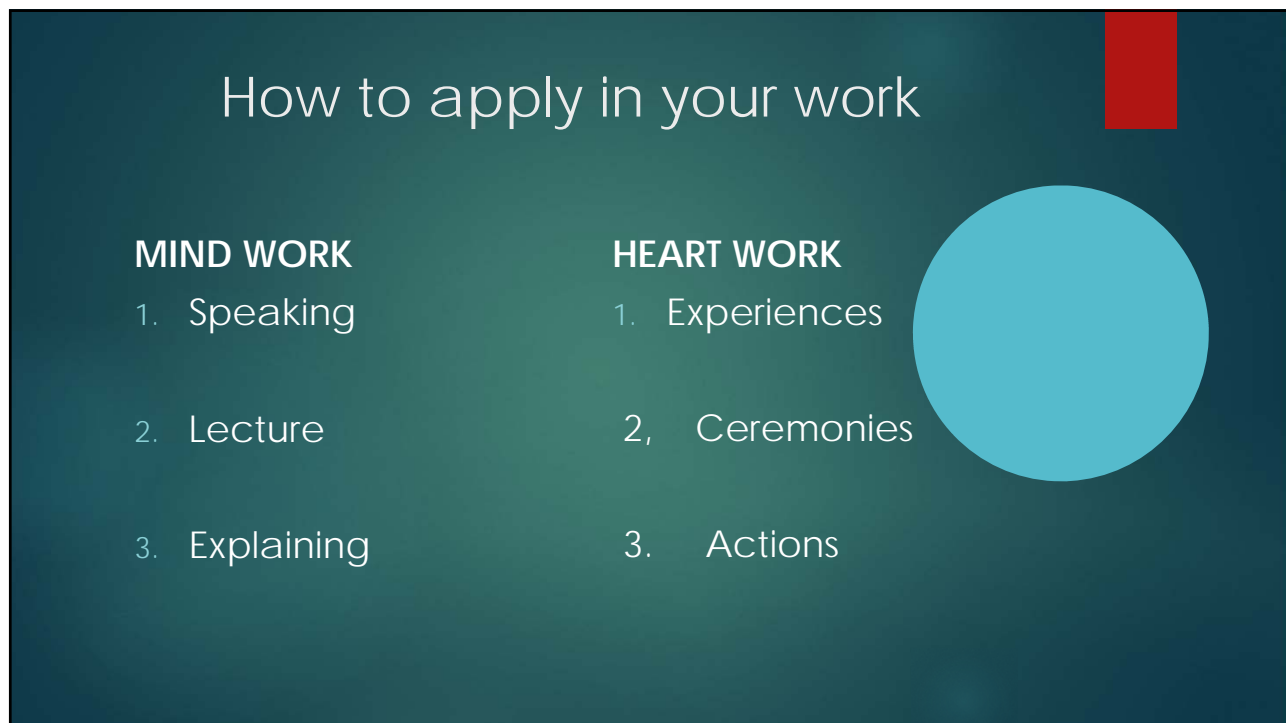 How to apply in your work
MIND WORK
1. Speaking
2. Lecture
3. Explaining
HEART WORK
1. Experiences
2, Ceremonies
3. Actions